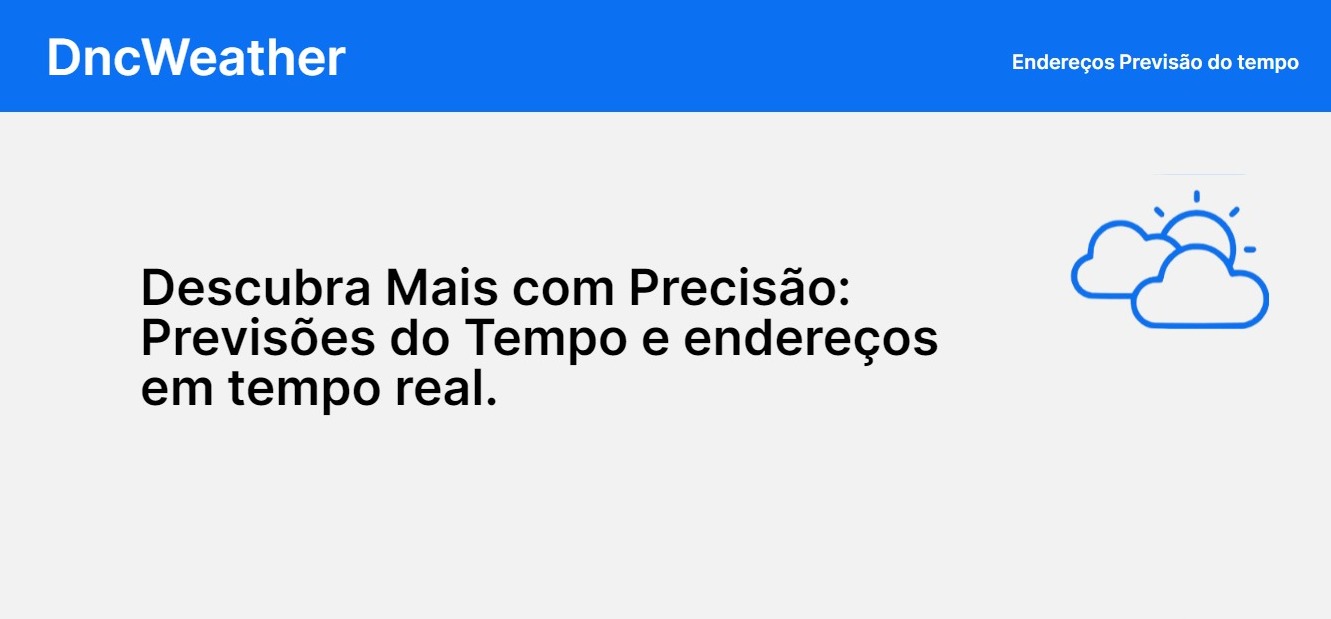 DncWeather
Endereços Previsão do tempo
Descubra Mais com Precisão:
Previsões do Tempo e endereços
em tempo real.